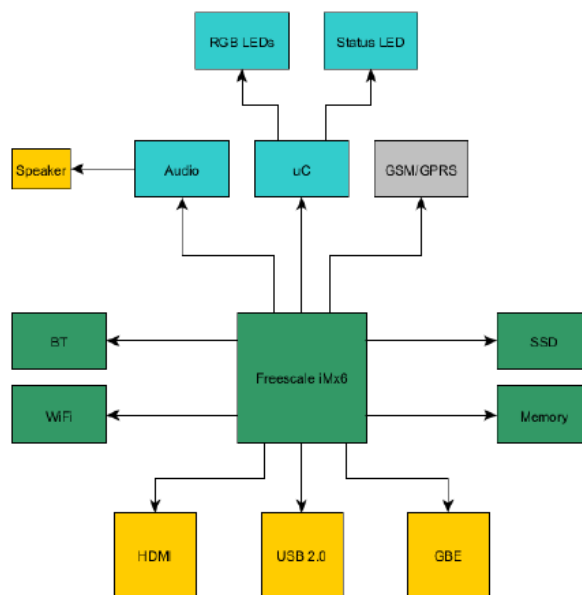 RGB LEDs
Status LED
Speaker
Audio
uC
GSM/GPRS
BT
Freescale iMx6
SSD
WiFi
Memory
HDMI
USB 2.0
GBE